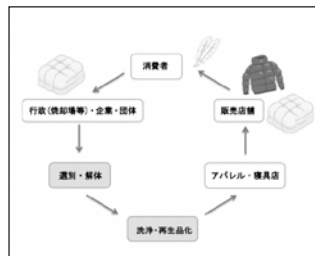 消費者
行政(焼却場等)・企業・団体
販売店舗
選別・解体
アパレル・寝具店
洗浄・再生品化